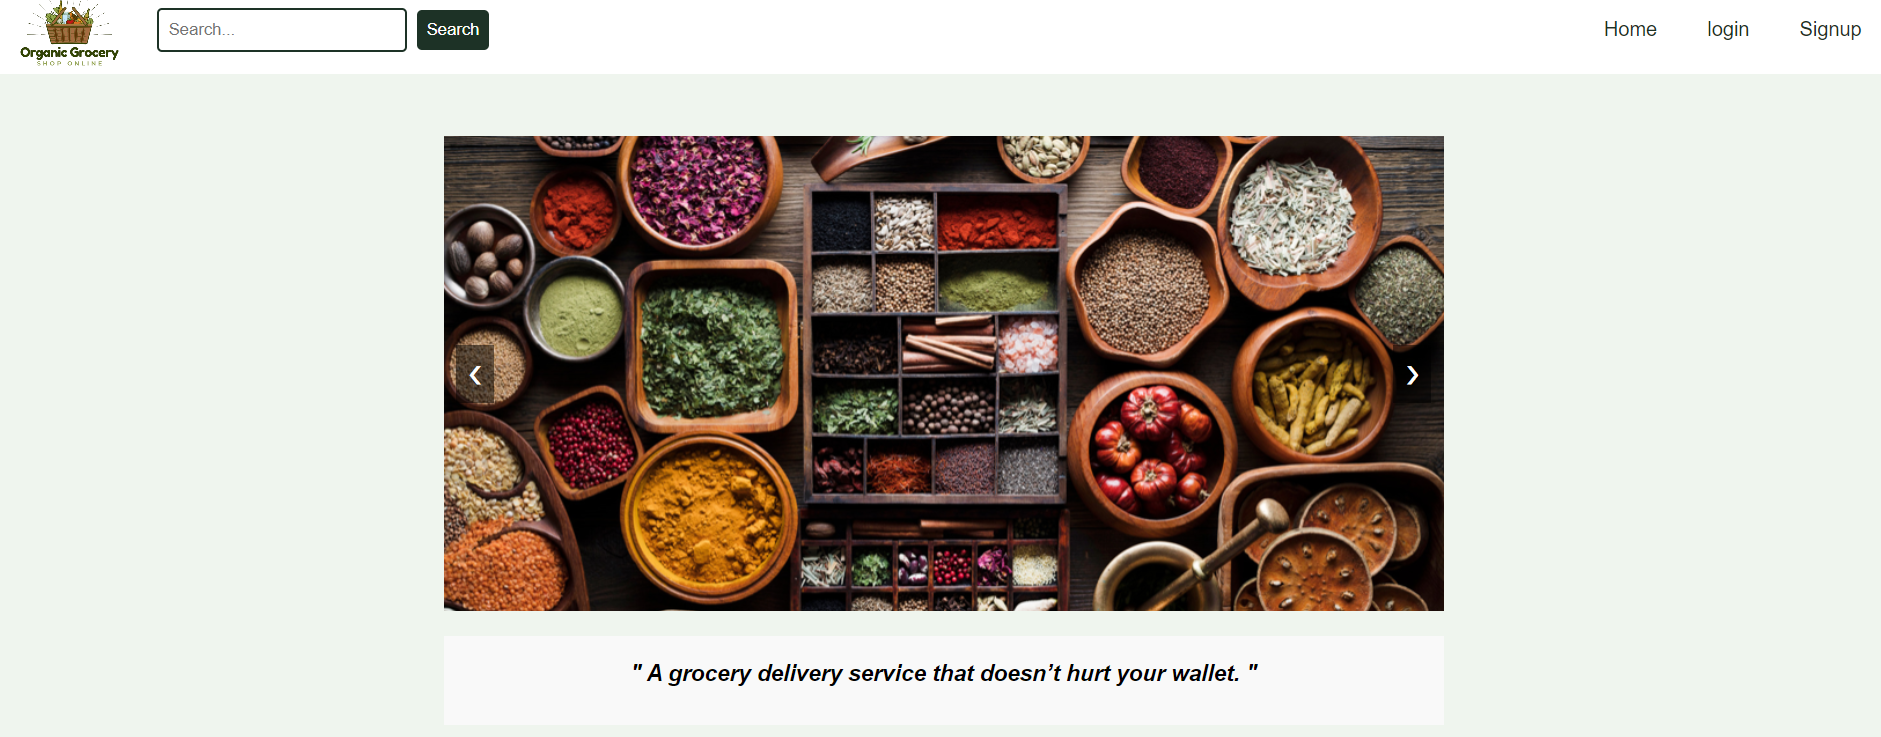 Organic Grocery
SHOP ONLINE
Search...
Search
Home
login
Signup
❮
❯
" A grocery delivery service that doesn’t hurt your wallet. "